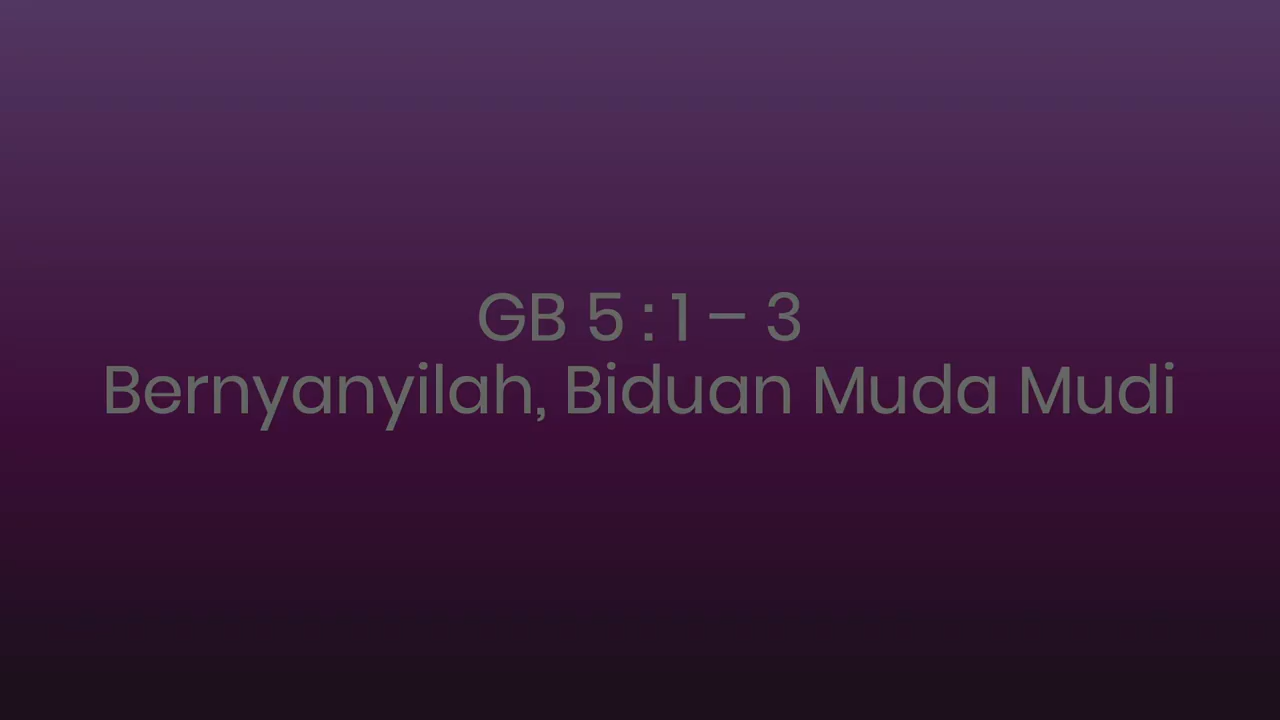 GB 5 : 1 – 3
Bernyanyilah, Biduan Muda Mudi